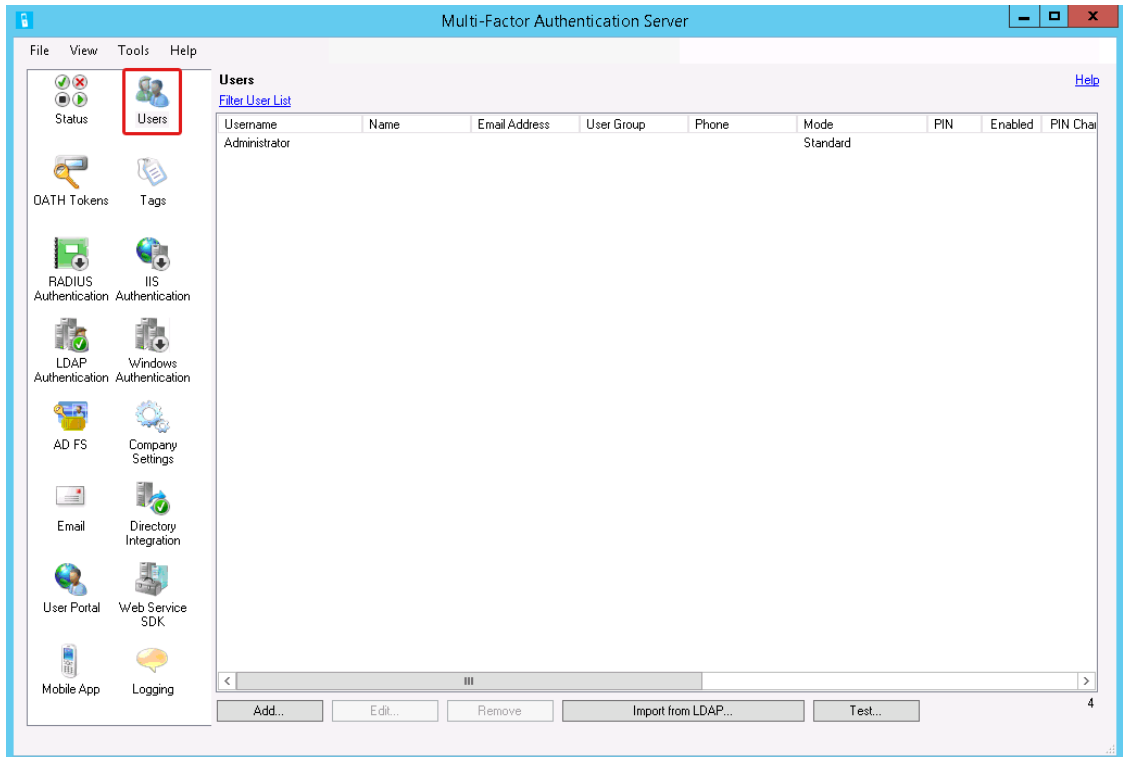 Multi-Factor Authentication Server
File View Tools Help
Status Users
OATH Tokens Tags
RADIUS Authentication IIS Authentication
LDAP Authentication Windows Authentication
AD FS Company Settings
Email Directory Integration
User Portal Web Service SDK
Mobile App Logging
Users Help
Filter User List
Username Name Email Address User Group Phone Mode PIN Enabled PIN Chai
Administrator Standard
Add... Edit... Remove Import from LDAP... Test... 4